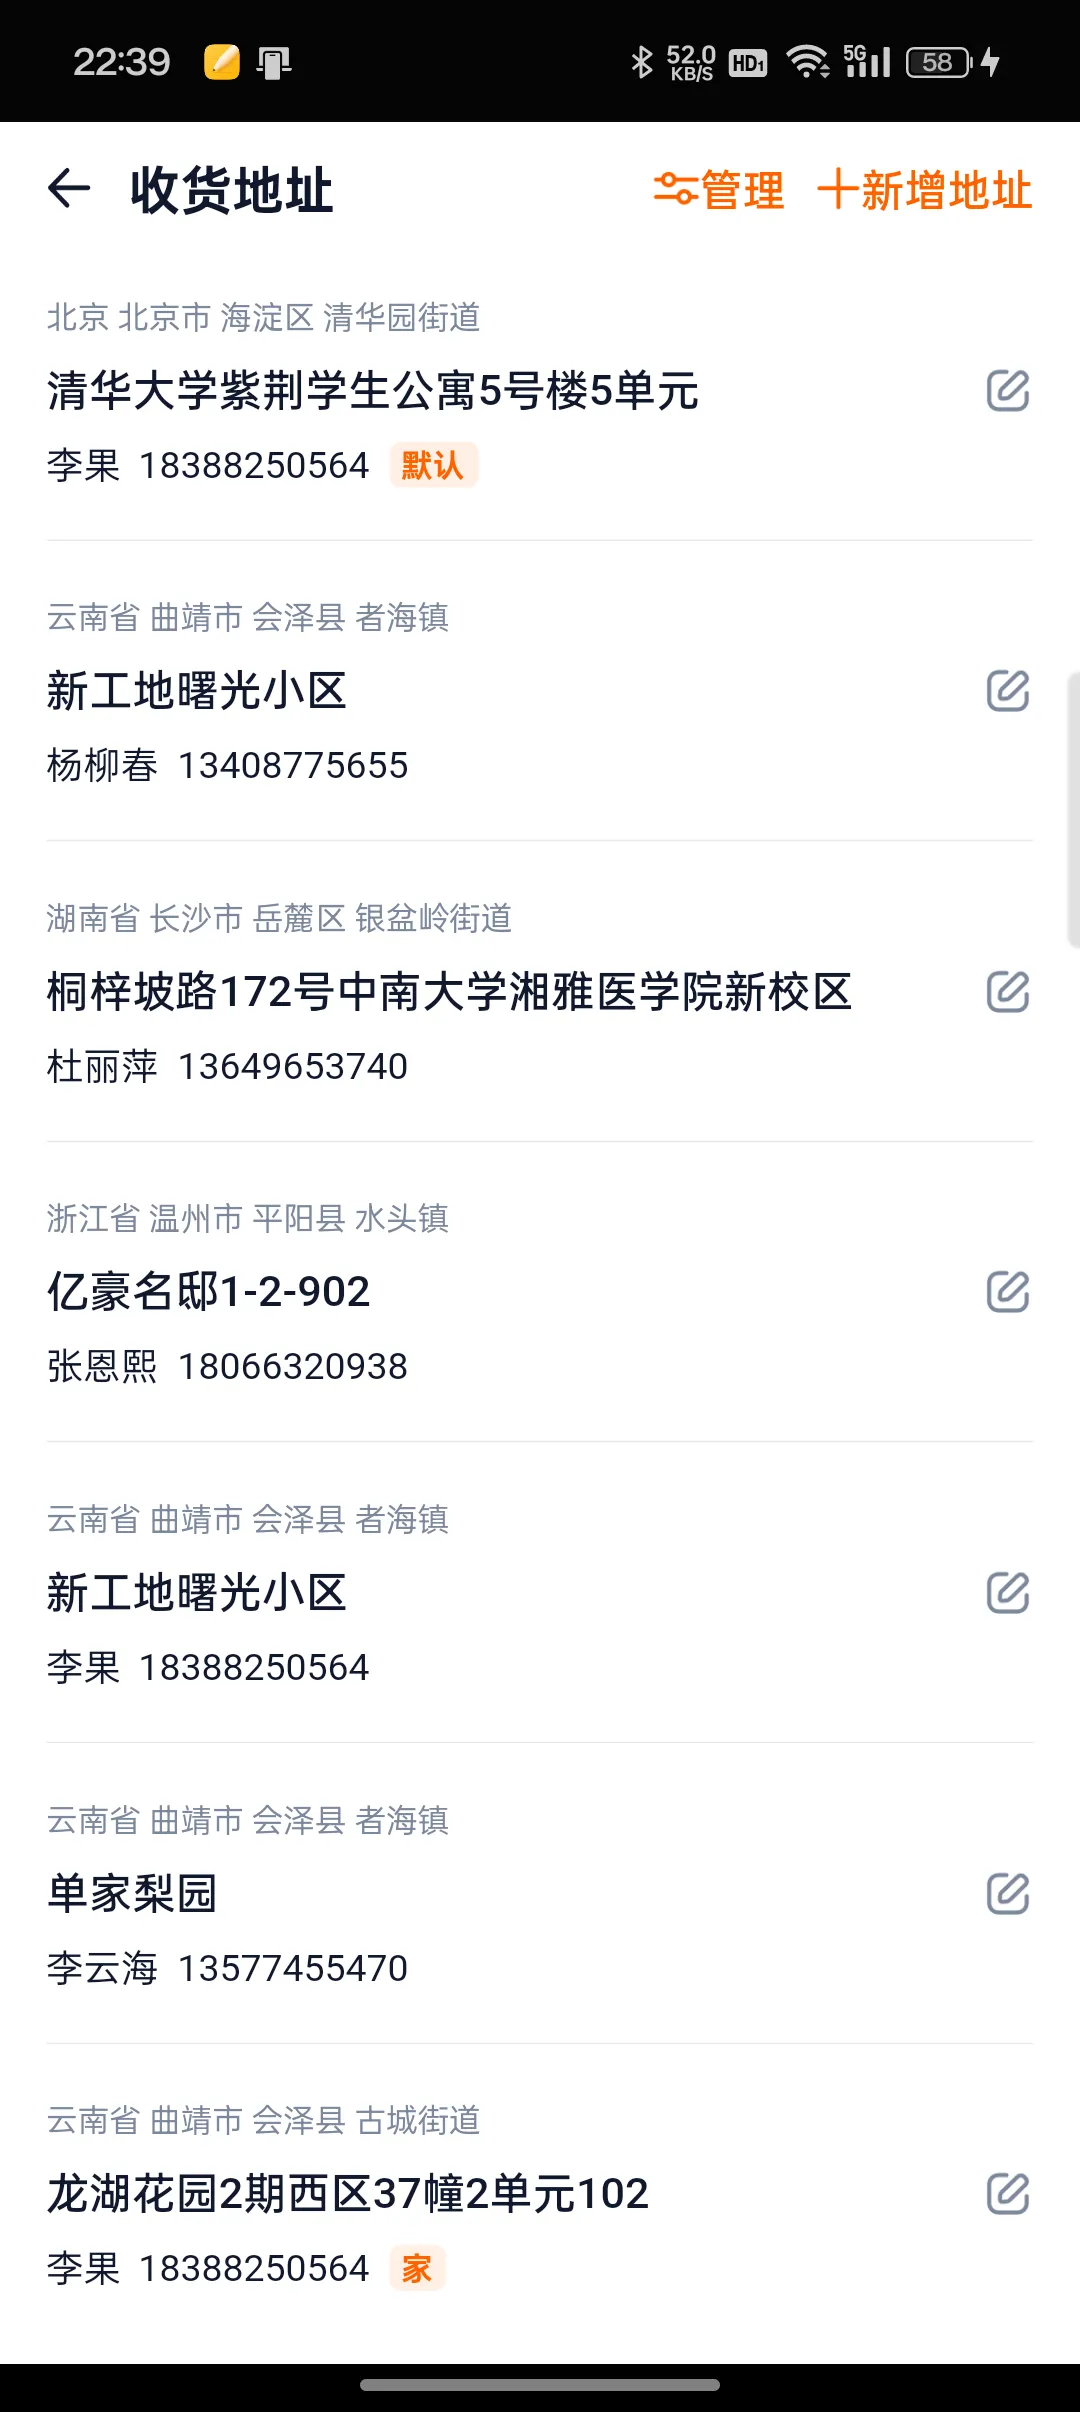 22:39 52.0 KB/S HD1 5G 58
收货地址 管理 新增地址
北京 北京市 海淀区 清华园街道
清华大学紫荆学生公寓5号楼5单元
李果 18388250564 默认
云南省 曲靖市 会泽县 者海镇
新工地曙光小区
杨柳春 13408775655
湖南省 长沙市 岳麓区 银盆岭街道
桐梓坡路172号中南大学湘雅医学院新校区
杜丽萍 13649653740
浙江省 温州市 平阳县 水头镇
亿豪名邸1-2-902
张恩熙 18066320938
云南省 曲靖市 会泽县 者海镇
新工地曙光小区
李果 18388250564
云南省 曲靖市 会泽县 者海镇
单家梨园
李云海 13577455470
云南省 曲靖市 会泽县 古城街道
龙湖花园2期西区37幢2单元102
李果 18388250564 家